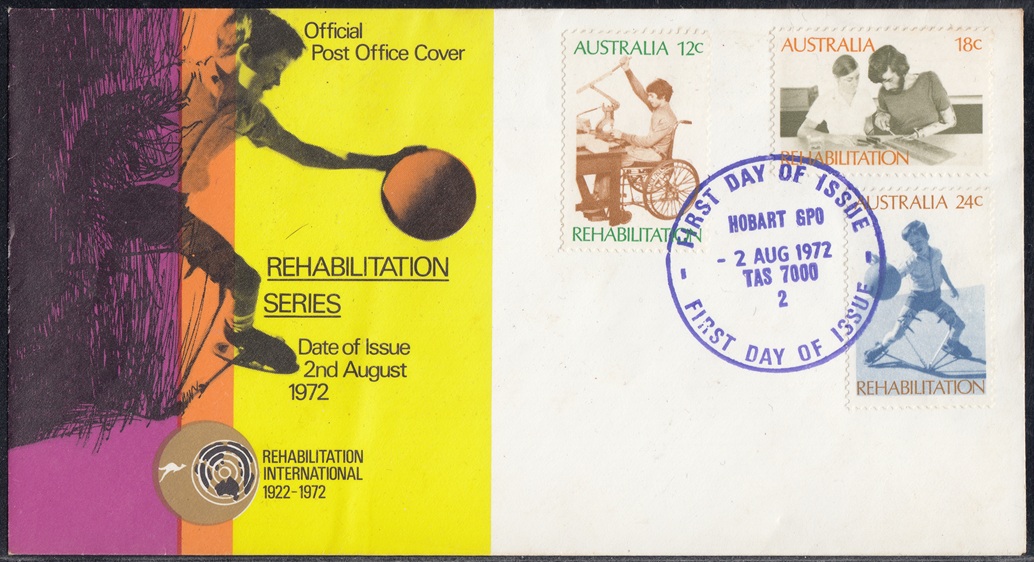 Official
Post Office Cover
REHABILITATION
SERIES
Date of Issue
2nd August
1972
REHABILITATION
INTERNATIONAL
1922-1972
AUSTRALIA 12c
REHABILITATION
AUSTRALIA 18c
REHABILITATION
AUSTRALIA 24c
REHABILITATION
FIRST DAY OF ISSUE
HOBART GPO
- 2 AUG 1972
TAS 7000
2
FIRST DAY OF ISSUE